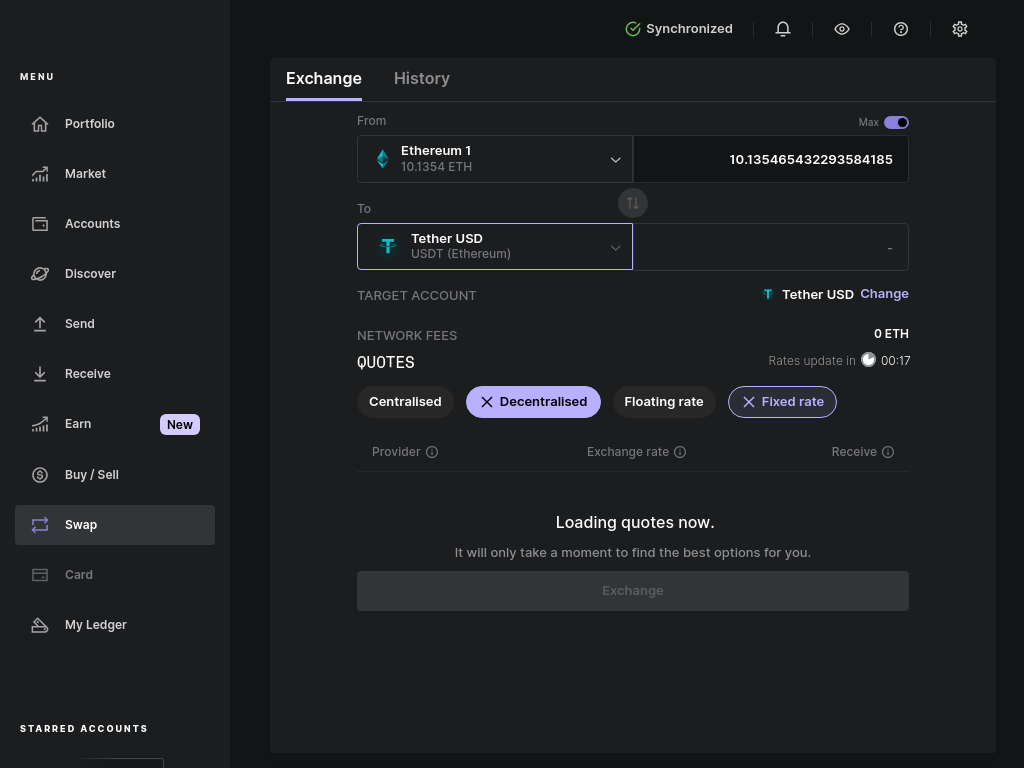 Synchronized
MENU
Portfolio
Market
Accounts
Discover
Send
Receive
Earn
New
Buy / Sell
Swap
Card
My Ledger
STARRED ACCOUNTS
Exchange
History
From
Max
Ethereum 1
10.1354 ETH
10.135465432293584185
To
Tether USD
USDT (Ethereum)
-
TARGET ACCOUNT
Tether USD Change
NETWORK FEES
0 ETH
QUOTES
Rates update in 00:17
Centralised
Decentralised
Floating rate
Fixed rate
Provider
Exchange rate
Receive
Loading quotes now.
It will only take a moment to find the best options for you.
Exchange